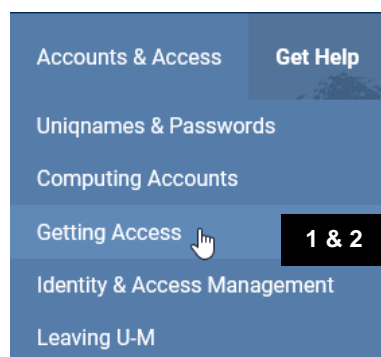 Accounts & Access Get Help
Uniqnames & Passwords
Computing Accounts
Getting Access 1 & 2
Identity & Access Management
Leaving U-M